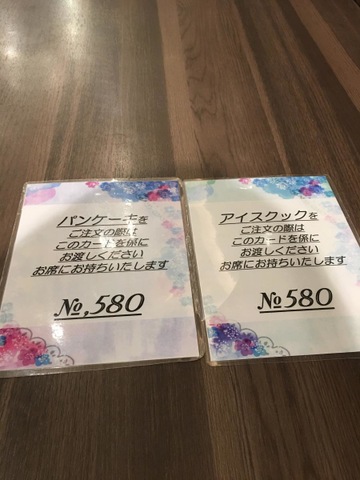 パンケーキを
ご注文の際は
このカードを係に
お渡しください
お席にお持ちいたします
№,580
アイスクックを
ご注文の際は
このカードを係に
お渡しください
お席にお持ちいたします
№580